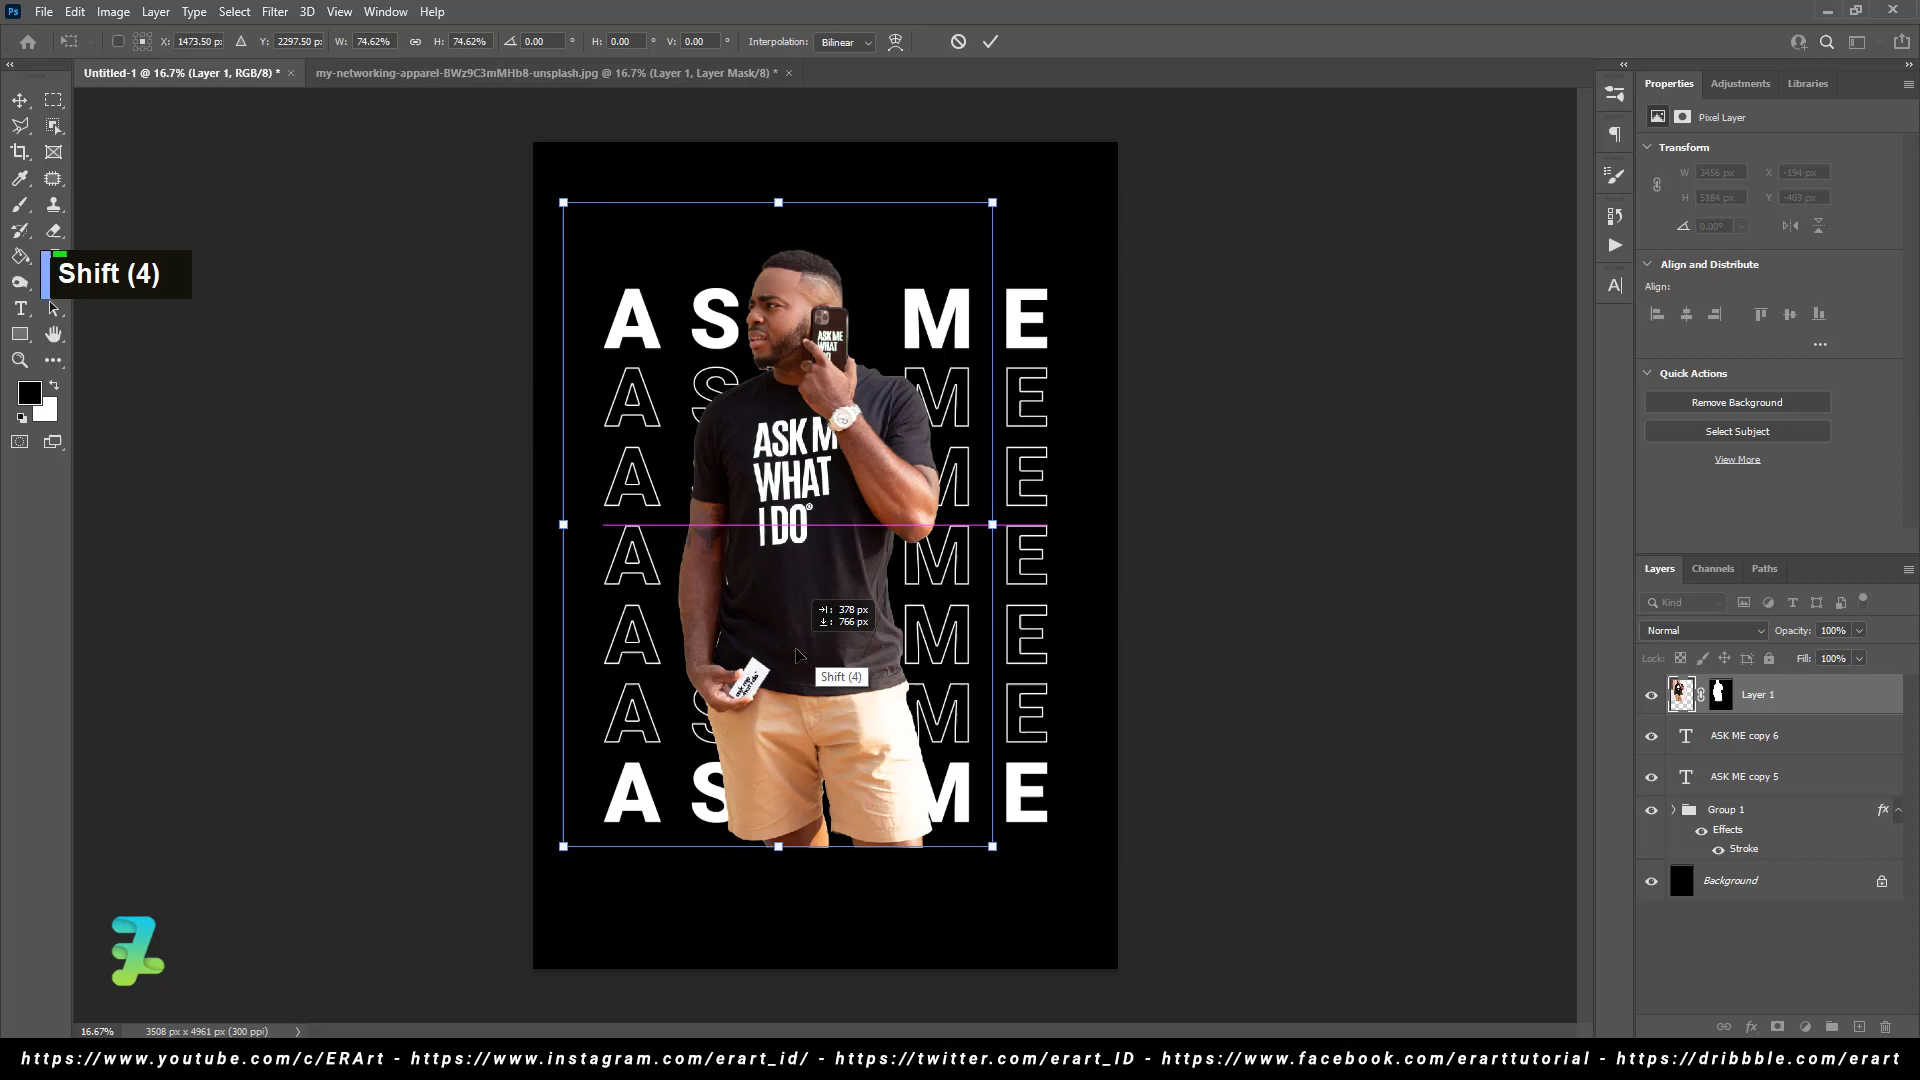 Ps File Edit Image Layer Type Select Filter 3D View Window Help
X: 1473.50 p: Y: 2297.50 p: W: 74.62% H: 74.62% 0.00 ° H: 0.00 ° V: 0.00 ° Interpolation: Bilinear
Untitled-1 @ 16.7% (Layer 1, RGB/8) * × my-networking-apparel-BWz9C3mMHb8-unsplash.jpg @ 16.7% (Layer 1, Layer Mask/8) * ×
Shift (4)
A S ME
A S M E
A M E
A M E
A M E
A S M E
A S M E
ASK ME
WHAT
ASK M
WHAT
I DO®
ask me
378 px
766 px
Shift (4)
Properties Adjustments Libraries
Pixel Layer
Transform
W 3456 px X -194 px
H 5184 px Y -403 px
0.00°
Align and Distribute
Align:
Quick Actions
Remove Background
Select Subject
View More
Layers Channels Paths
Kind
Normal Opacity: 100%
Lock: Fill: 100%
Layer 1
T ASK ME copy 6
T ASK ME copy 5
Group 1 fx
Effects
Stroke
Background
fx
16.67% 3508 px x 4961 px (300 ppi)
https://www.youtube.com/c/ERArt - https://www.instagram.com/erart_id/ - https://twitter.com/erart_ID - https://www.facebook.com/erarttutorial - https://dribbble.com/erart